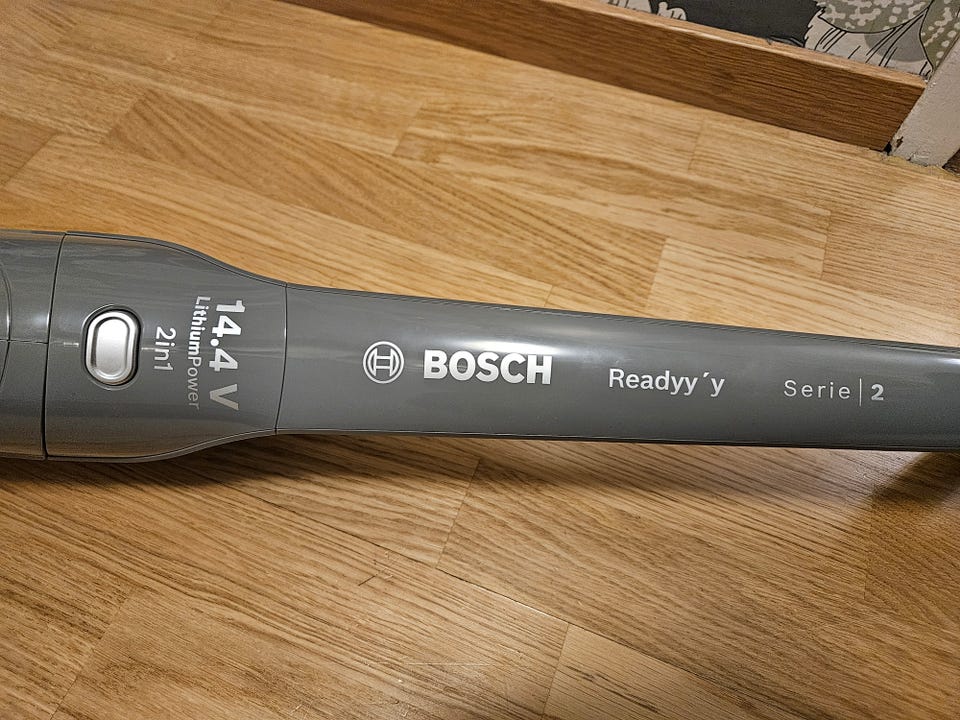 14.4 V
LithiumPower
2in1
BOSCH
Readyy´y
Serie | 2